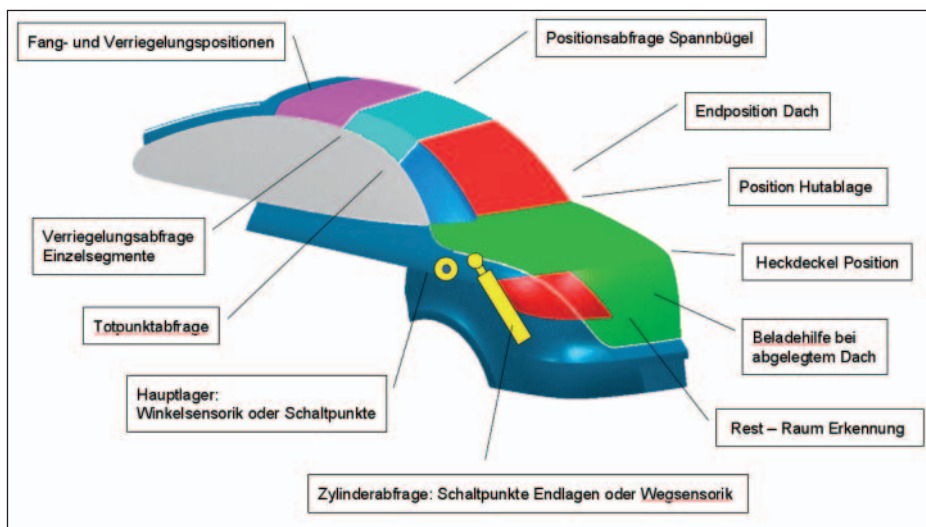 Fang- und Verriegelungspositionen
Positionsabfrage Spannbügel
Endposition Dach
Position Hutablage
Verriegelungsabfrage
Einzelsegmente
Heckdeckel Position
Totpunktabfrage
Beladehilfe bei
abgelegtem Dach
Hauptlager:
Winkelsensorik oder Schaltpunkte
Rest – Raum Erkennung
Zylinderabfrage: Schaltpunkte Endlagen oder Wegsensorik